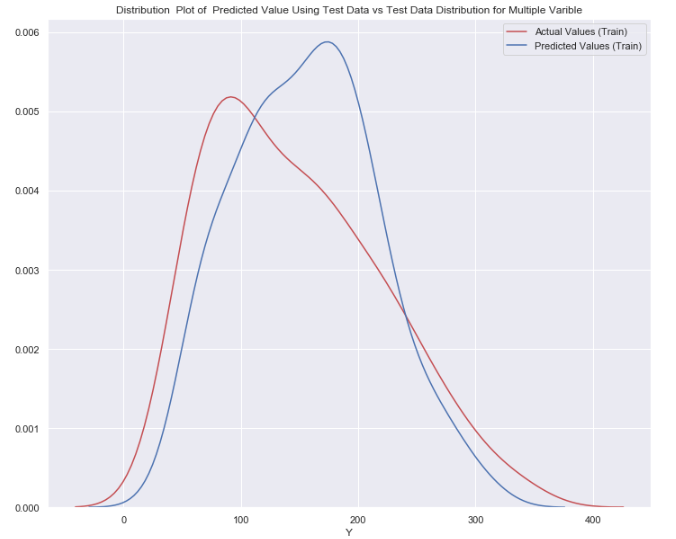 Distribution Plot of Predicted Value Using Test Data vs Test Data Distribution for Multiple Varible
Actual Values (Train)
Predicted Values (Train)
0.006
0.005
0.004
0.003
0.002
0.001
0.000
0 100 200 300 400
Y